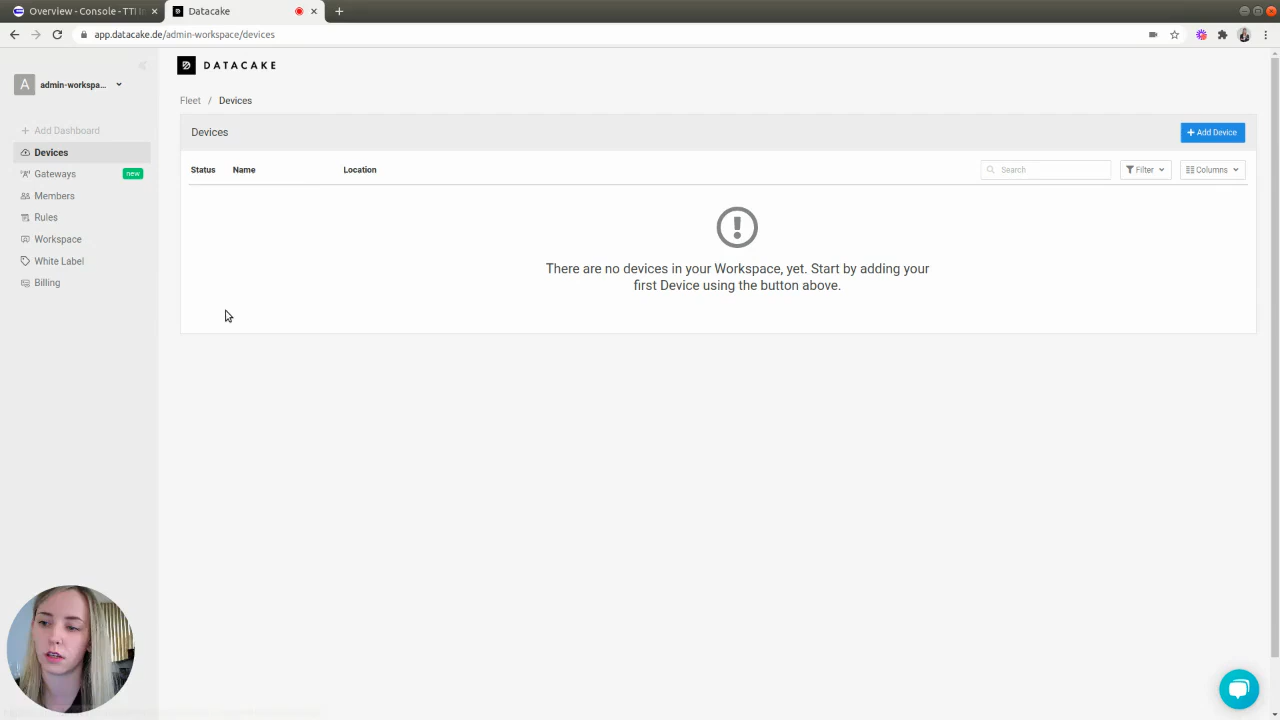 Overview - Console - TTI
Datacake
app.datacake.de/admin-workspace/devices
A admin-workspa...
DATACAKE
Fleet / Devices
Add Dashboard
Devices
Gateways new
Members
Rules
Workspace
White Label
Billing
Devices
+ Add Device
Status Name Location
Search
Filter
Columns
There are no devices in your Workspace, yet. Start by adding your
first Device using the button above.